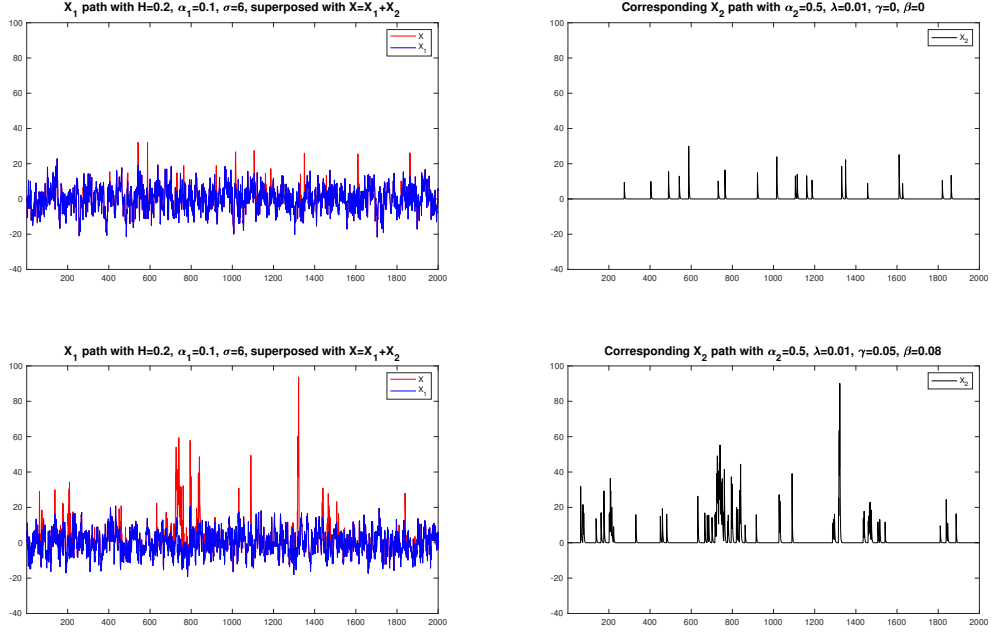 X₁ path with H=0.2, α₁=0.1, σ=6, superposed with X=X₁+X₂
100
80
60
40
20
0
-20
-40
200 400 600 800 1000 1200 1400 1600 1800 2000
X
X₁
Corresponding X₂ path with α₂=0.5, λ=0.01, γ=0, β=0
100
80
60
40
20
0
-20
-40
200 400 600 800 1000 1200 1400 1600 1800 2000
X₂
X₁ path with H=0.2, α₁=0.1, σ=6, superposed with X=X₁+X₂
100
80
60
40
20
0
-20
-40
200 400 600 800 1000 1200 1400 1600 1800 2000
X
X₁
Corresponding X₂ path with α₂=0.5, λ=0.01, γ=0.05, β=0.08
100
80
60
40
20
0
-20
-40
200 400 600 800 1000 1200 1400 1600 1800 2000
X₂